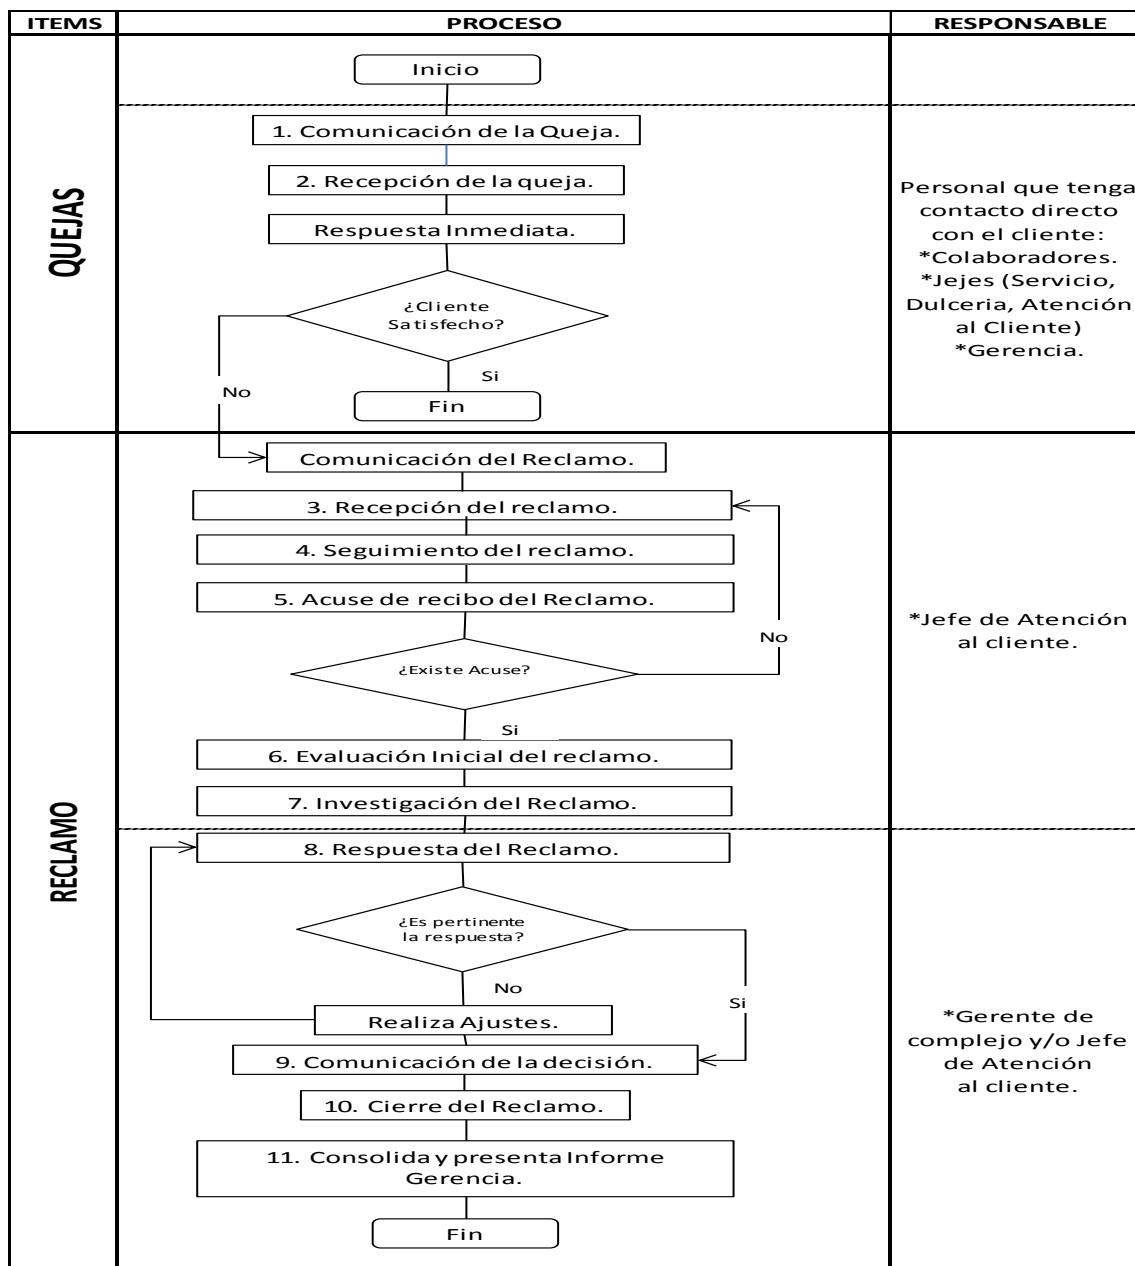 ITEMS
PROCESO
RESPONSABLE
QUEJAS
Inicio
1. Comunicación de la Queja.
2. Recepción de la queja.
Respuesta Inmediata.
¿Cliente
Satisfecho?
Si
No
Fin
Personal que tenga
contacto directo
con el cliente:
*Colaboradores.
*Jejes (Servicio,
Dulceria, Atención
al Cliente)
*Gerencia.
RECLAMO
Comunicación del Reclamo.
3. Recepción del reclamo.
4. Seguimiento del reclamo.
5. Acuse de recibo del Reclamo.
¿Existe Acuse?
No
Si
6. Evaluación Inicial del reclamo.
7. Investigación del Reclamo.
*Jefe de Atención
al cliente.
8. Respuesta del Reclamo.
¿Es pertinente
la respuesta?
No
Si
Realiza Ajustes.
9. Comunicación de la decisión.
10. Cierre del Reclamo.
11. Consolida y presenta Informe
Gerencia.
Fin
*Gerente de
complejo y/o Jefe
de Atención
al cliente.